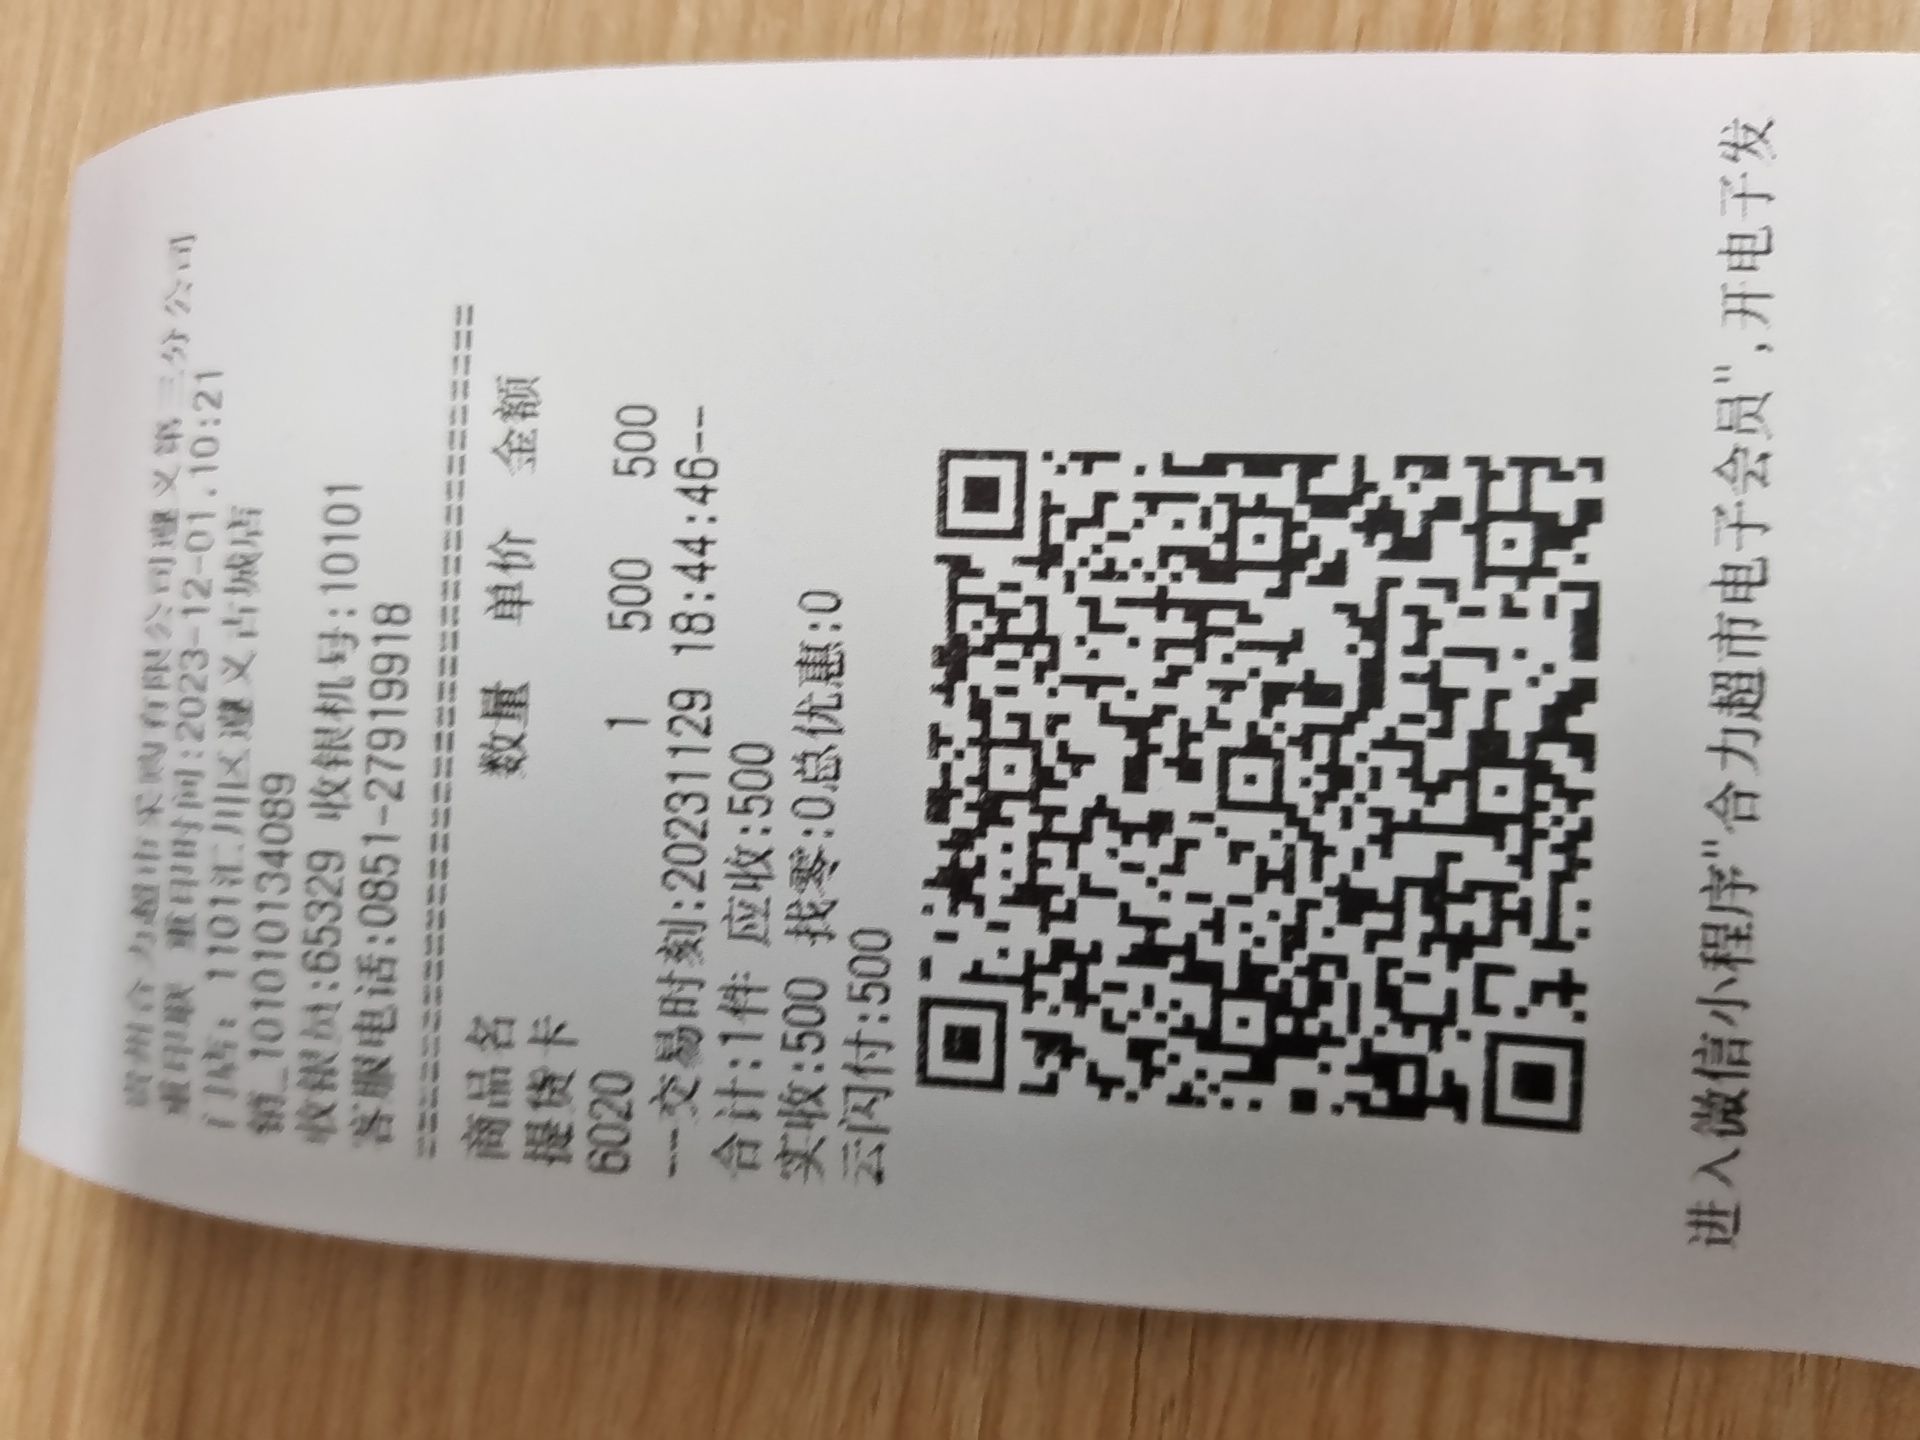 贵州合力超市采购有限公司遵义第三分公司
重印联 重印时间:2023-12-01.10:21
门店: 1101汇川区遵义古城店
销_1010101134089
收银员:65329 收银机号:10101
客服电话:0851-27919918
================================================
商品名 数量 单价 金额
提货卡
6020 1 500 500
---交易时刻:20231129 18:44:46---
合计:1件 应收:500
实收:500 找零:0总优惠:0
云闪付:500
进入微信小程序"合力超市电子会员",开电子发